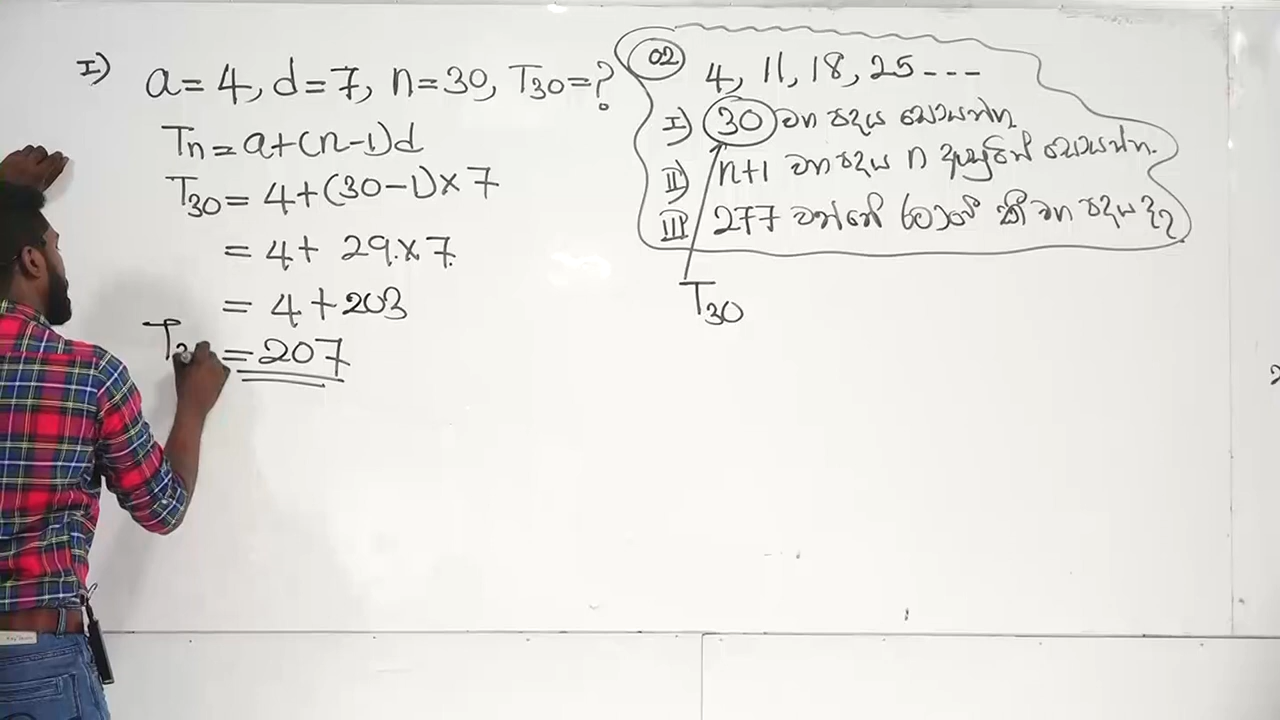 I) a = 4, d = 7, n = 30, T30 = ?
Tn = a + (n - 1)d
T30 = 4 + (30 - 1) × 7
= 4 + 29 × 7
= 4 + 203
= 207
02 4, 11, 18, 25 - - -
I) 30 වන පදය සොයන්න.
II) n+1 වන පදය n ඇසුරින් සොයන්න.
III) 277 වන්නේ මෙහි කී වන පදය ද?
T30